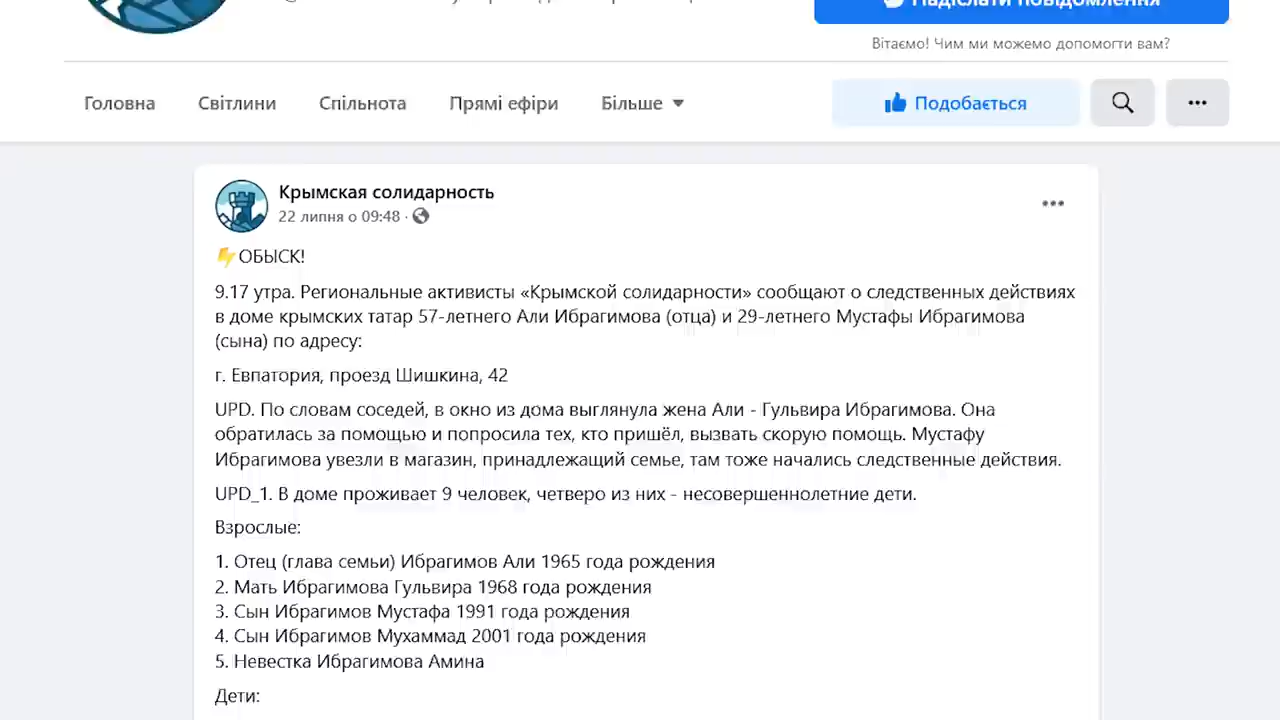 Надіслати повідомлення
Вітаємо! Чим ми можемо допомогти вам?
Головна
Світлини
Спільнота
Прямі ефіри
Більше
Подобається
Крымская солидарность
22 липня о 09:48 ·
⚡ОБЫСК!
9.17 утра. Региональные активисты «Крымской солидарности» сообщают о следственных действиях
в доме крымских татар 57-летнего Али Ибрагимова (отца) и 29-летнего Мустафы Ибрагимова
(сына) по адресу:
г. Евпатория, проезд Шишкина, 42
UPD. По словам соседей, в окно из дома выглянула жена Али - Гульвира Ибрагимова. Она
обратилась за помощью и попросила тех, кто пришёл, вызвать скорую помощь. Мустафу
Ибрагимова увезли в магазин, принадлежащий семье, там тоже начались следственные действия.
UPD_1. В доме проживает 9 человек, четверо из них - несовершеннолетние дети.
Взрослые:
1. Отец (глава семьи) Ибрагимов Али 1965 года рождения
2. Мать Ибрагимова Гульвира 1968 года рождения
3. Сын Ибрагимов Мустафа 1991 года рождения
4. Сын Ибрагимов Мухаммад 2001 года рождения
5. Невестка Ибрагимова Амина
Дети: